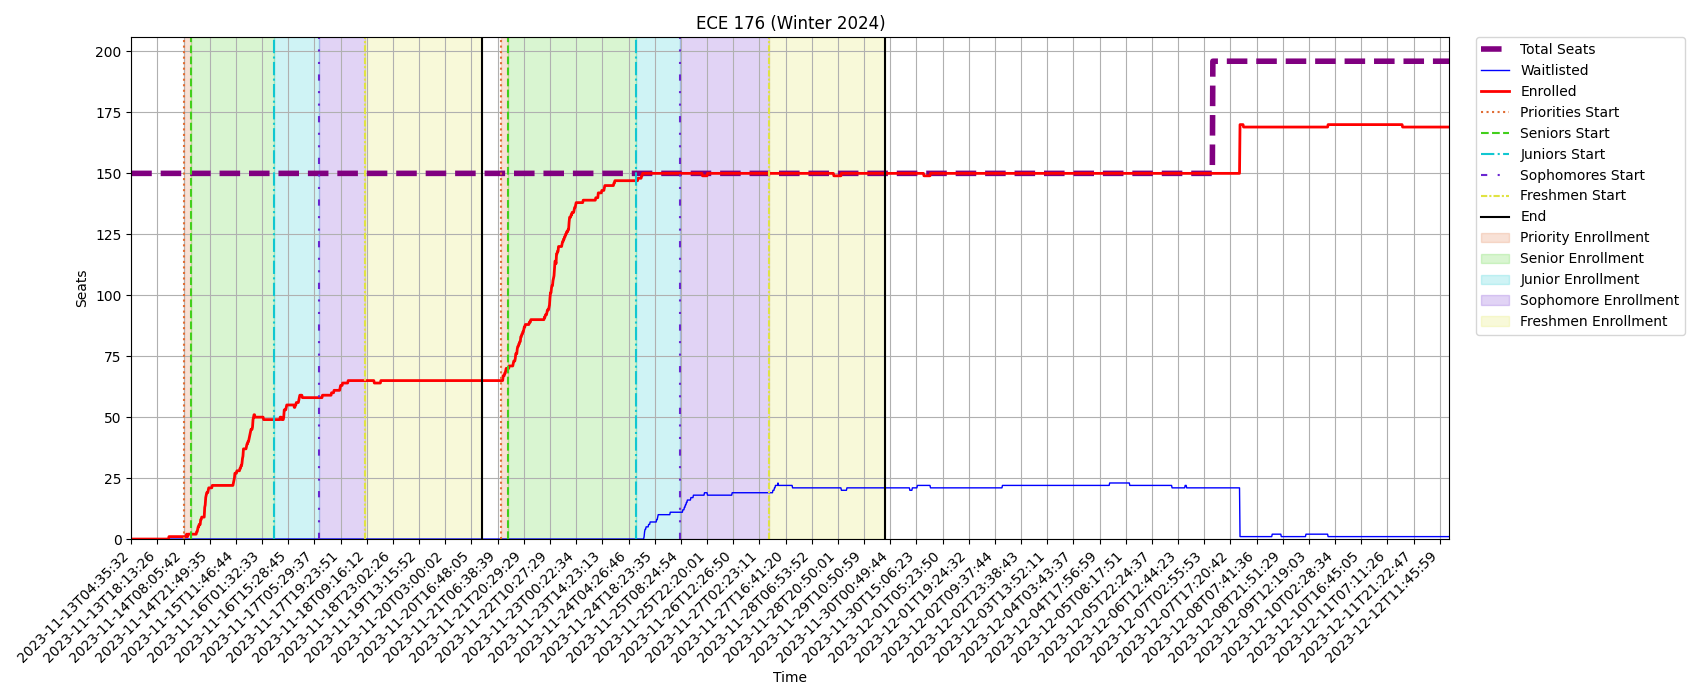 ECE 176 (Winter 2024)
Seats
200
175
150
125
100
75
50
25
0
2023-11-13T04:35:32
2023-11-13T18:13:26
2023-11-14T08:05:42
2023-11-14T21:49:35
2023-11-15T11:46:44
2023-11-16T01:32:33
2023-11-16T15:28:45
2023-11-17T05:29:37
2023-11-17T19:23:51
2023-11-18T09:16:12
2023-11-18T23:02:26
2023-11-19T13:15:52
2023-11-20T03:00:02
2023-11-20T16:48:05
2023-11-21T06:38:39
2023-11-21T20:29:29
2023-11-22T10:27:29
2023-11-23T00:22:34
2023-11-23T14:23:13
2023-11-24T04:26:46
2023-11-24T18:23:35
2023-11-25T08:24:54
2023-11-25T22:20:01
2023-11-26T12:26:50
2023-11-27T02:23:11
2023-11-27T16:41:20
2023-11-28T06:53:52
2023-11-28T20:50:01
2023-11-29T10:50:59
2023-11-30T00:49:44
2023-11-30T15:06:23
2023-12-01T05:23:50
2023-12-01T19:24:32
2023-12-02T09:37:44
2023-12-02T23:38:43
2023-12-03T13:52:11
2023-12-04T03:43:37
2023-12-04T17:56:59
2023-12-05T08:17:51
2023-12-05T22:24:37
2023-12-06T12:44:23
2023-12-07T02:55:53
2023-12-07T17:20:42
2023-12-08T07:41:36
2023-12-08T21:51:29
2023-12-09T12:19:03
2023-12-10T02:28:34
2023-12-10T16:45:05
2023-12-11T07:11:26
2023-12-11T21:22:47
2023-12-12T11:45:59
Time
Total Seats
Waitlisted
Enrolled
Priorities Start
Seniors Start
Juniors Start
Sophomores Start
Freshmen Start
End
Priority Enrollment
Senior Enrollment
Junior Enrollment
Sophomore Enrollment
Freshmen Enrollment